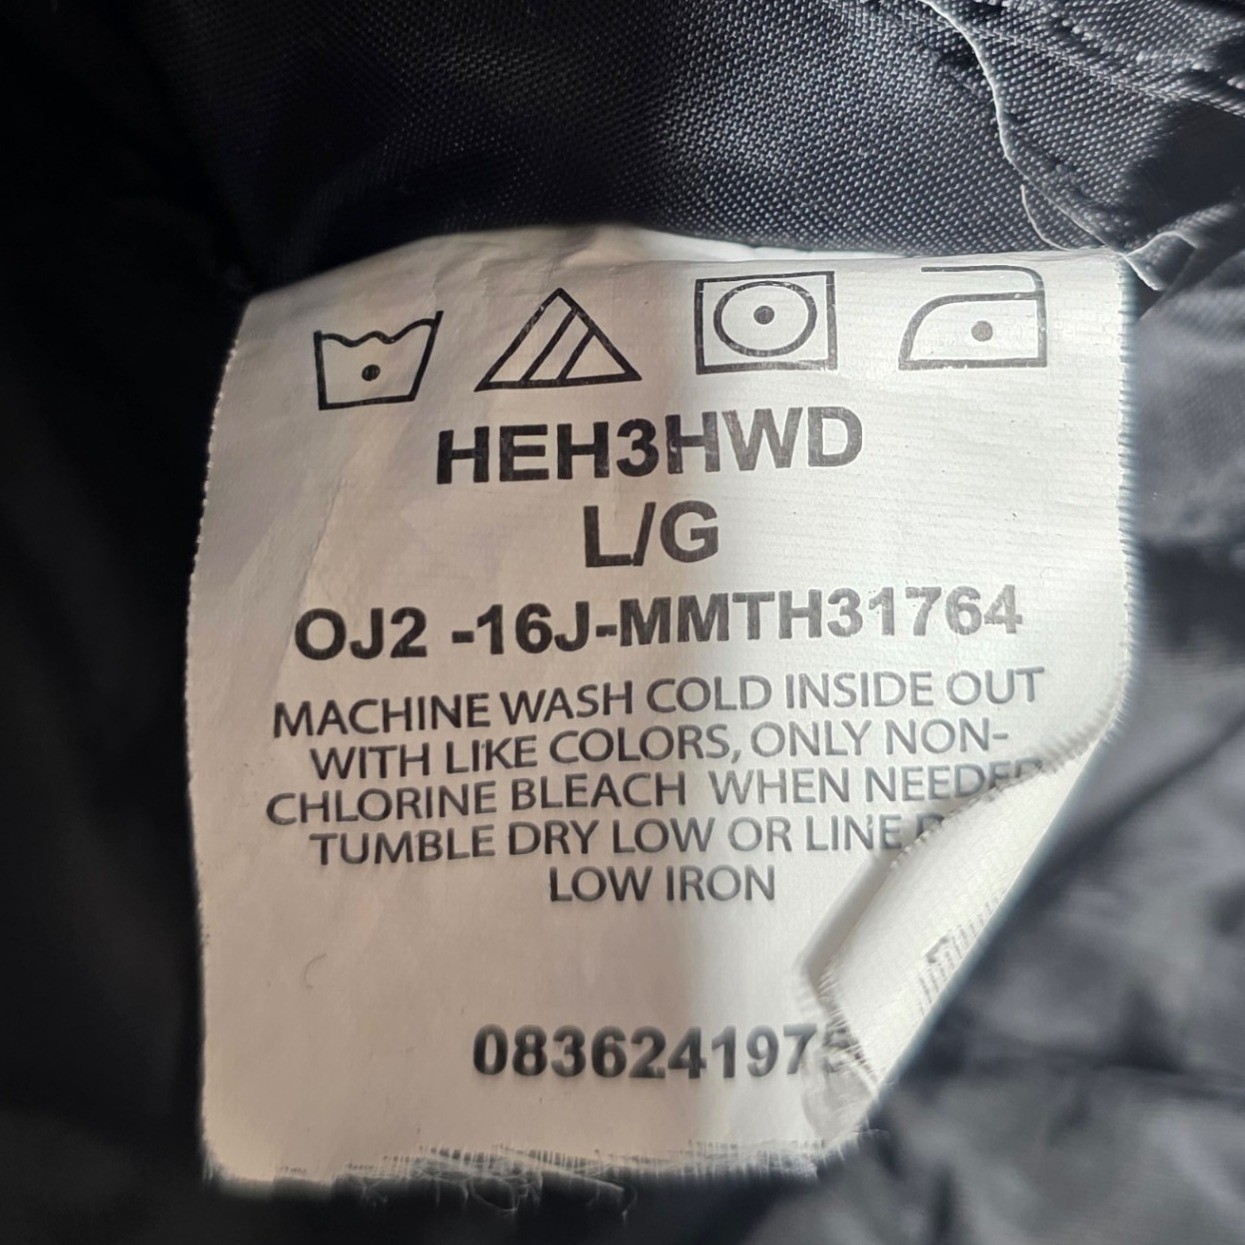 HEH3HWD
L/G
OJ2 -16J-MMTH31764
MACHINE WASH COLD INSIDE OUT
WITH LIKE COLORS, ONLY NON-
CHLORINE BLEACH WHEN
TUMBLE DRY LOW OR LINE
LOW IRON